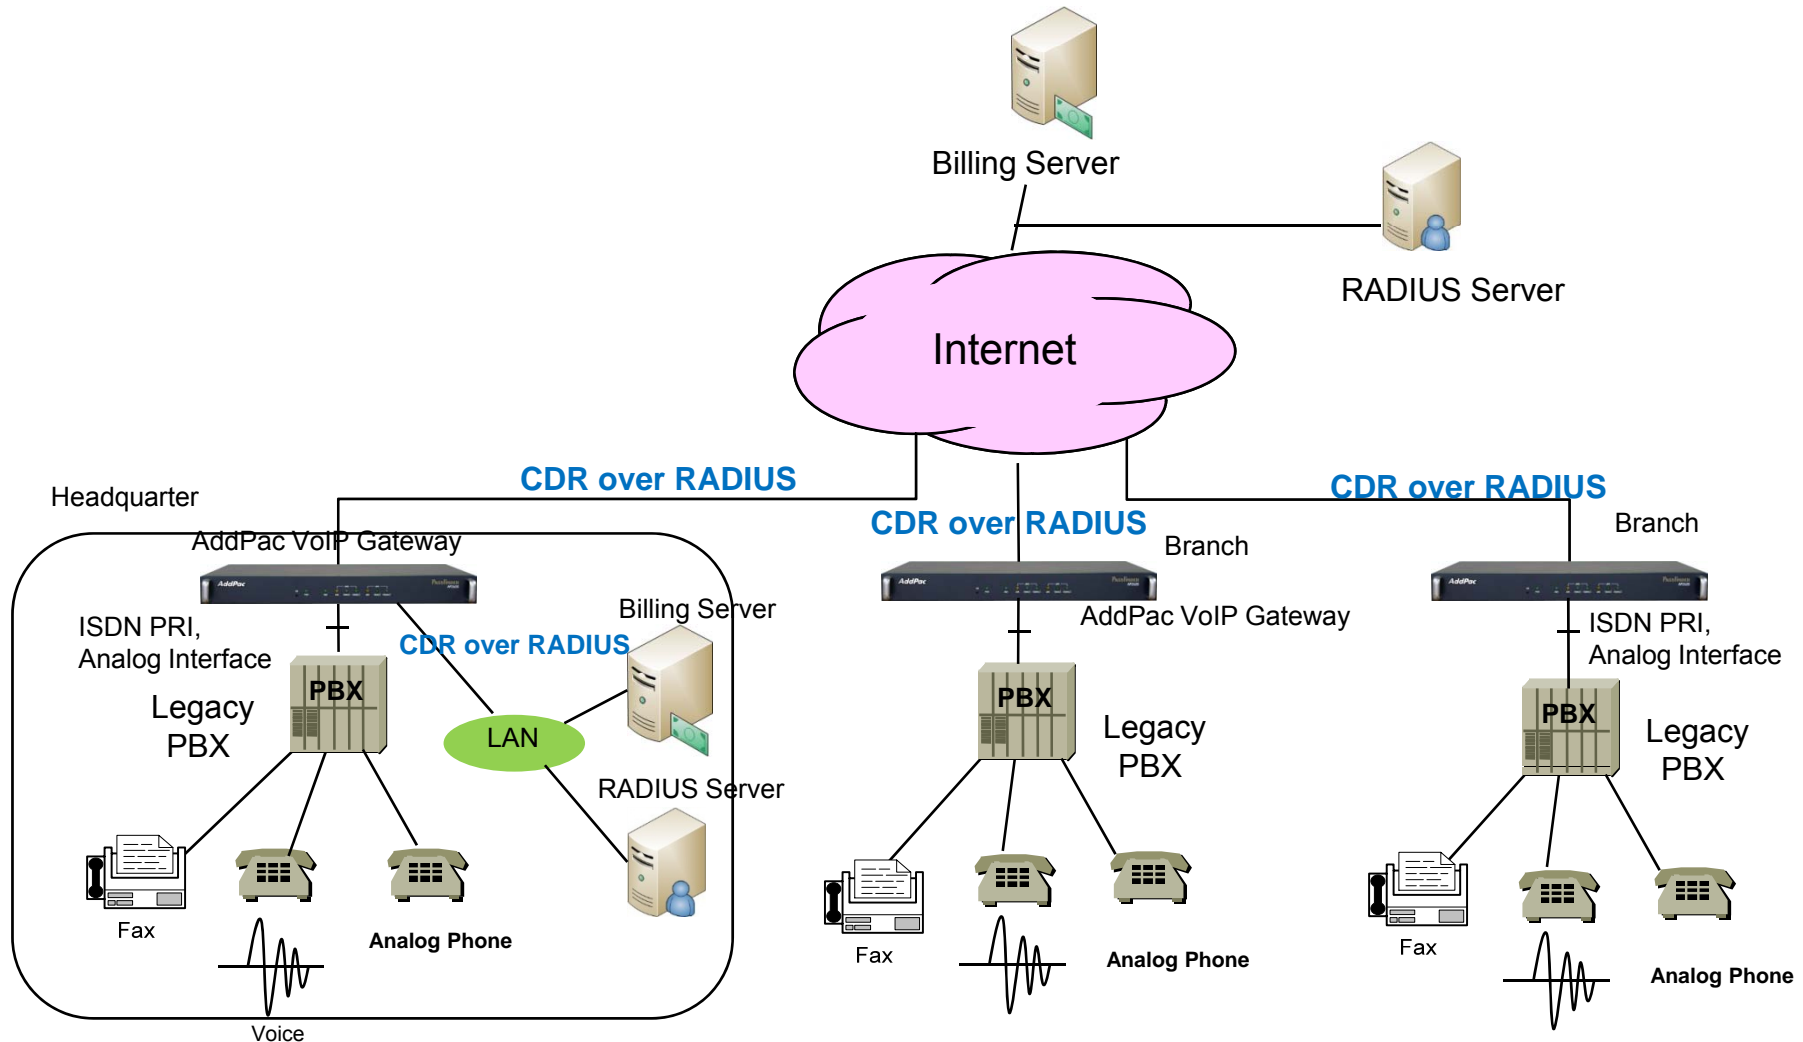 Billing Server
RADIUS Server
Internet
CDR over RADIUS
CDR over RADIUS
CDR over RADIUS
Headquarter
Branch
Branch
AddPac VoIP Gateway
AddPac
AddPac
AddPac
AddPac VoIP Gateway
ISDN PRI,
Analog Interface
CDR over RADIUS
Billing Server
PBX
Legacy
PBX
LAN
RADIUS Server
Fax
Analog Phone
Voice
PBX
Legacy
PBX
Fax
Analog Phone
ISDN PRI,
Analog Interface
PBX
Legacy
PBX
Fax
Analog Phone